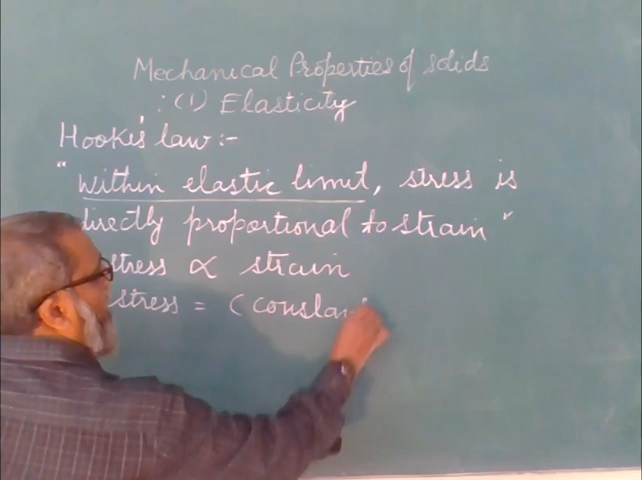 Mechanical Properties of solids
:(1) Elasticity
Hooke's law:-
"Within elastic limit, stress is
directly proportional to strain"
stress ∝ strain
stress = (constan